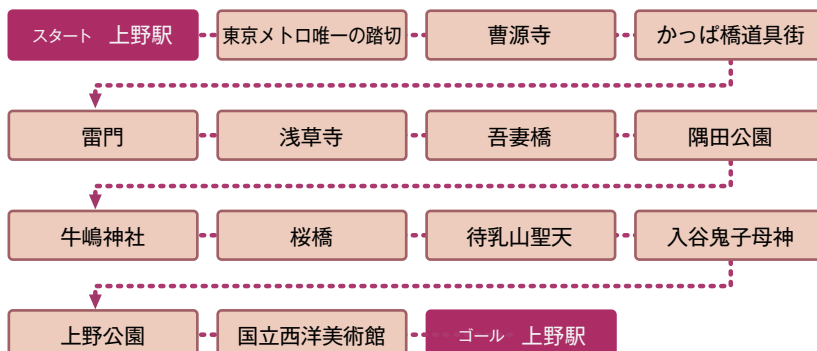 スタート 上野駅
東京メトロ唯一の踏切
曹源寺
かっぱ橋道具街
雷門
浅草寺
吾妻橋
隅田公園
牛嶋神社
桜橋
待乳山聖天
入谷鬼子母神
上野公園
国立西洋美術館
ゴール 上野駅